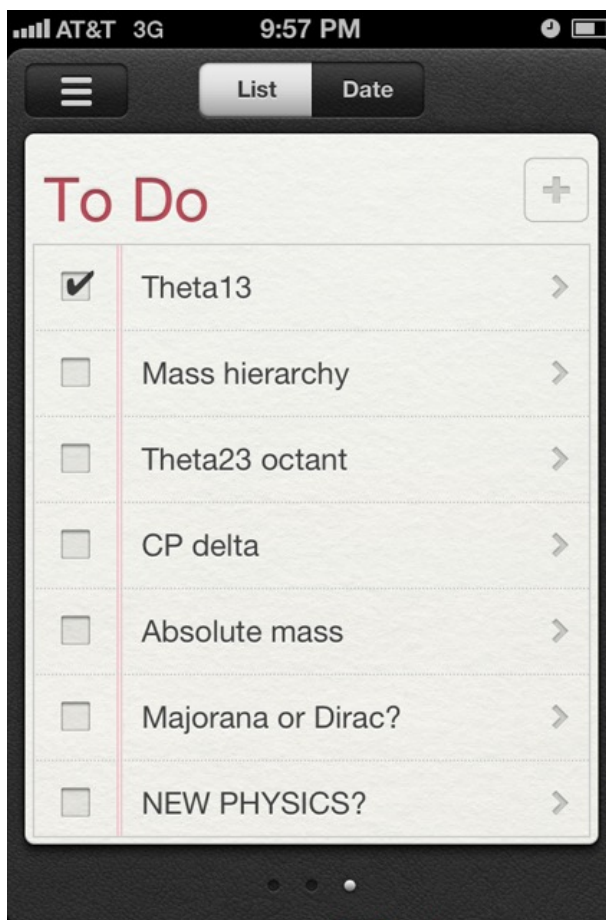 AT&T 3G 9:57 PM
List Date
To Do
Theta13
Mass hierarchy
Theta23 octant
CP delta
Absolute mass
Majorana or Dirac?
NEW PHYSICS?